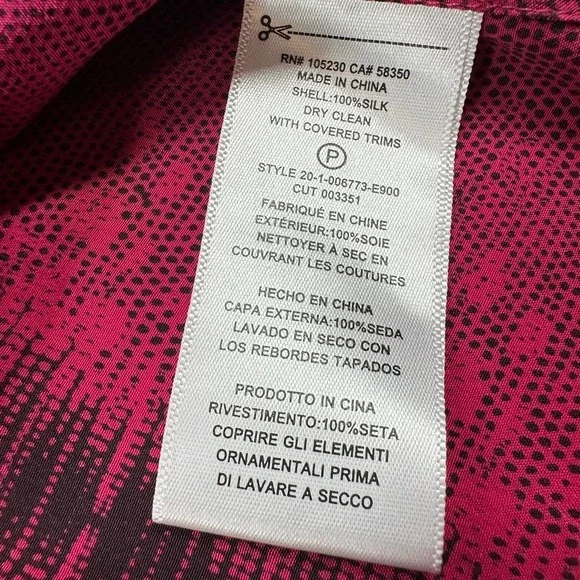 RN# 105230 CA# 58350
MADE IN CHINA
SHELL:100%SILK
DRY CLEAN
WITH COVERED TRIMS
P
STYLE 20-1-006773-E900
CUT 003351
FABRIQUÉ EN CHINE
EXTÉRIEUR:100%SOIE
NETTOYER À SEC EN
COUVRANT LES COUTURES
HECHO EN CHINA
CAPA EXTERNA:100%SEDA
LAVADO EN SECO CON
LOS REBORDES TAPADOS
PRODOTTO IN CINA
RIVESTIMENTO:100%SETA
COPRIRE GLI ELEMENTI
ORNAMENTALI PRIMA
DI LAVARE A SECCO